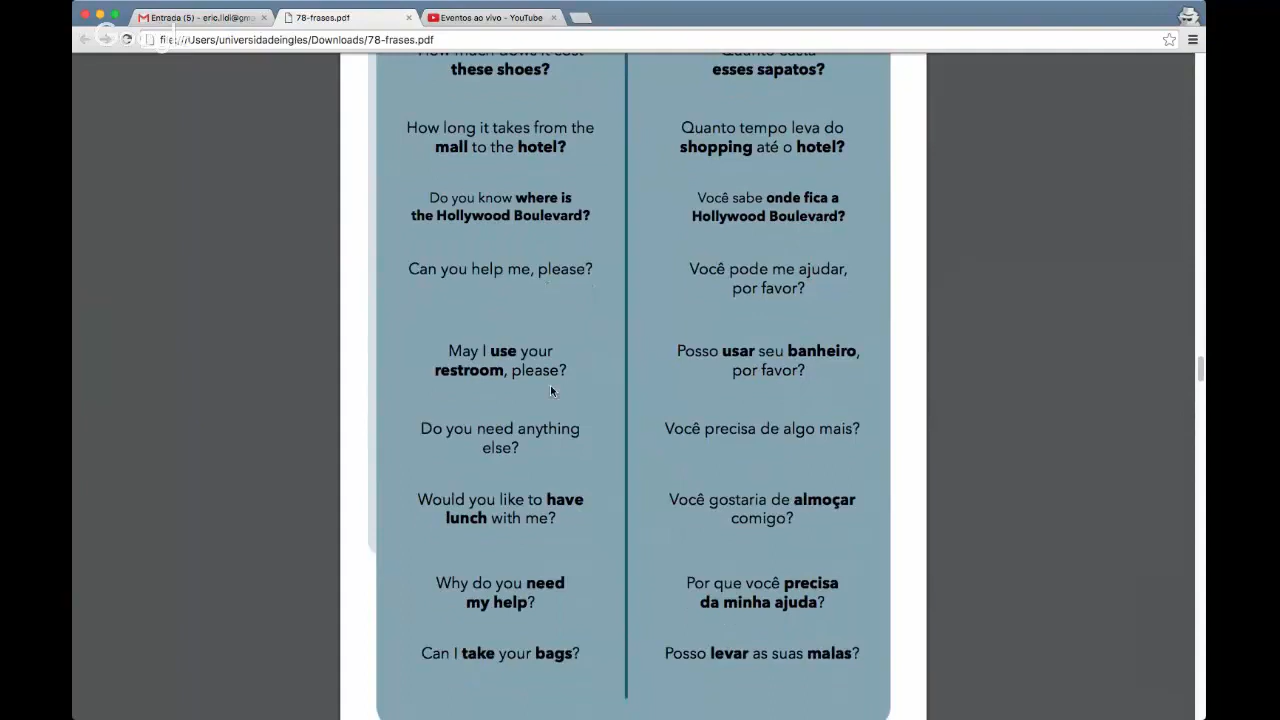 Entrada (5) - eric.lldi@gm
78-frases.pdf
Eventos ao vivo - YouTube
file:///Users/universidadeingles/Downloads/78-frases.pdf
these shoes?
esses sapatos?
How long it takes from the
mall to the hotel?
Quanto tempo leva do
shopping até o hotel?
Do you know where is
the Hollywood Boulevard?
Você sabe onde fica a
Hollywood Boulevard?
Can you help me, please?
Você pode me ajudar,
por favor?
May I use your
restroom, please?
Posso usar seu banheiro,
por favor?
Do you need anything
else?
Você precisa de algo mais?
Would you like to have
lunch with me?
Você gostaria de almoçar
comigo?
Why do you need
my help?
Por que você precisa
da minha ajuda?
Can I take your bags?
Posso levar as suas malas?